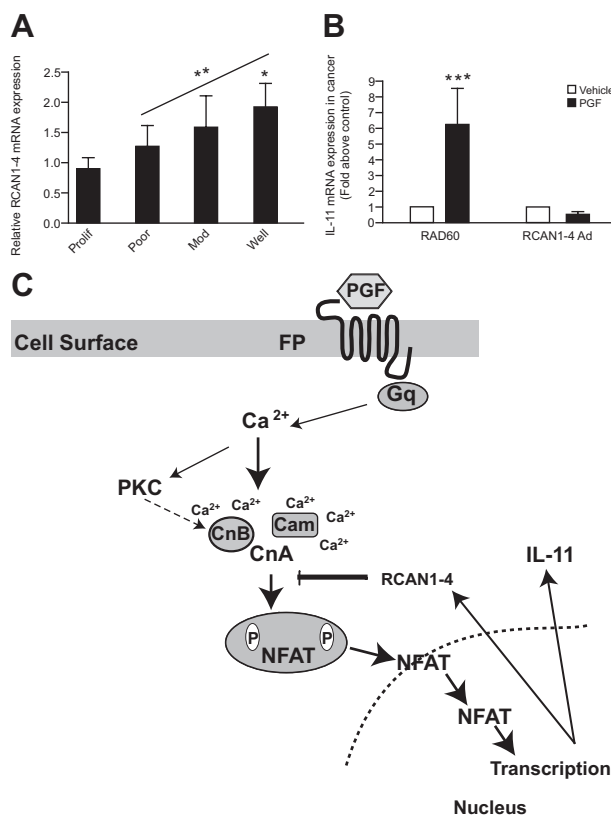 A
Relative RCAN1-4 mRNA expression
2.5
2.0
1.5
1.0
0.5
0.0
**
*
Prolif
Poor
Mod
Well
B
IL-11 mRNA expression in cancer
(Fold above control)
9
8
7
6
5
4
3
2
1
0
***
Vehicle
PGF
RAD60
RCAN1-4 Ad
C
PGF
Cell Surface
FP
Gq
Ca 2+
PKC
Ca2+
Ca2+
Ca2+
Ca2+
Ca2+
CnB
Cam
CnA
IL-11
RCAN1-4
P
P
NFAT
NFAT
NFAT
Transcription
Nucleus